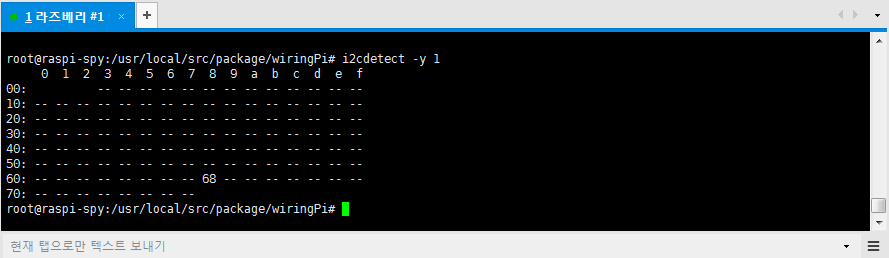 1 라즈베리 #1
root@raspi-spy:/usr/local/src/package/wiringPi# i2cdetect -y 1
     0  1  2  3  4  5  6  7  8  9  a  b  c  d  e  f
00:          -- -- -- -- -- -- -- -- -- -- -- -- --
10: -- -- -- -- -- -- -- -- -- -- -- -- -- -- -- --
20: -- -- -- -- -- -- -- -- -- -- -- -- -- -- -- --
30: -- -- -- -- -- -- -- -- -- -- -- -- -- -- -- --
40: -- -- -- -- -- -- -- -- -- -- -- -- -- -- -- --
50: -- -- -- -- -- -- -- -- -- -- -- -- -- -- -- --
60: -- -- -- -- -- -- -- -- 68 -- -- -- -- -- -- --
70: -- -- -- -- -- -- --
root@raspi-spy:/usr/local/src/package/wiringPi#
현재 탭으로만 텍스트 보내기